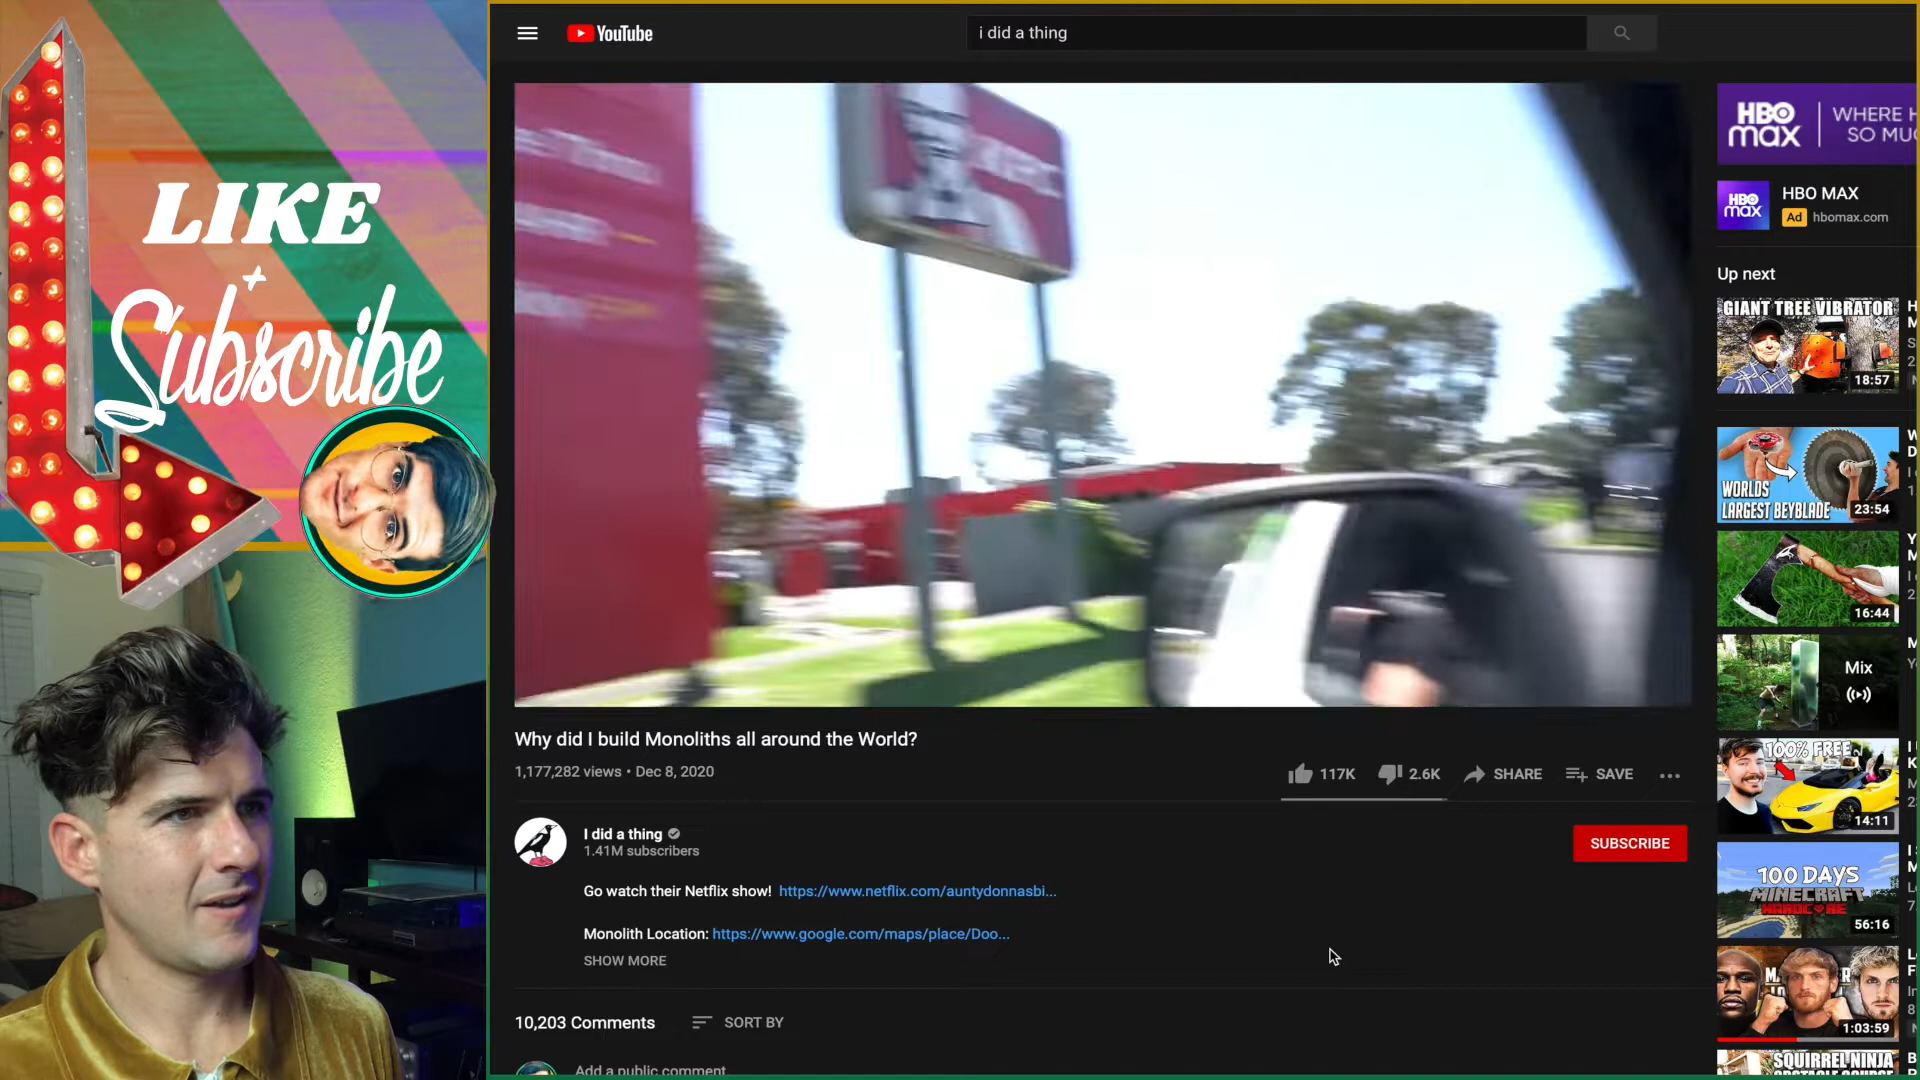 LIKE
+
Subscribe
YouTube
i did a thing
KFC
Why did I build Monoliths all around the World?
1,177,282 views • Dec 8, 2020
117K
2.6K
SHARE
SAVE
I did a thing
1.41M subscribers
SUBSCRIBE
Go watch their Netflix show! https://www.netflix.com/auntydonnasbi...
Monolith Location: https://www.google.com/maps/place/Doo...
SHOW MORE
10,203 Comments
SORT BY
Add a public comment
HBO
max
WHERE
HBO MAX
HBO
max
Ad hbomax.com
Up next
GIANT TREE VIBRATOR
18:57
WORLDS
LARGEST BEYBLADE
23:54
16:44
Mix
100% FREE
14:11
100 DAYS
MINECRAFT
HARDCORE
56:16
1:03:59
SQUIRREL NINJA